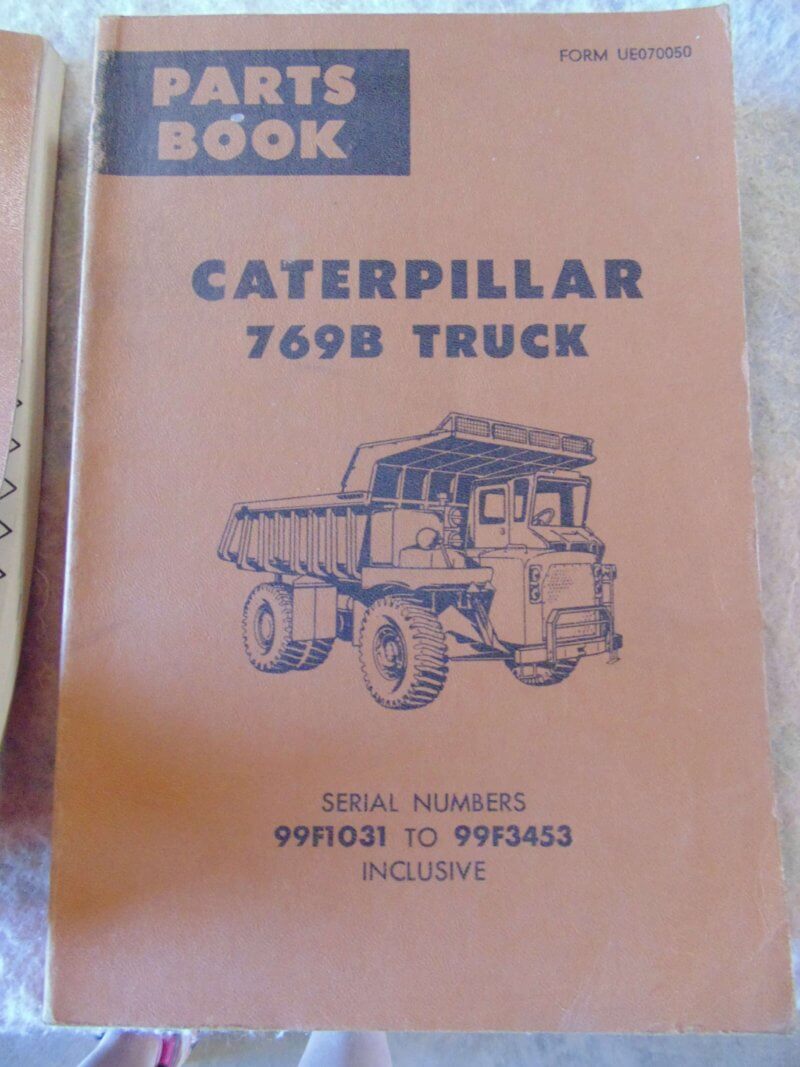 FORM UE070050
PARTS
BOOK
CATERPILLAR
769B TRUCK
SERIAL NUMBERS
99F1031 TO 99F3453
INCLUSIVE